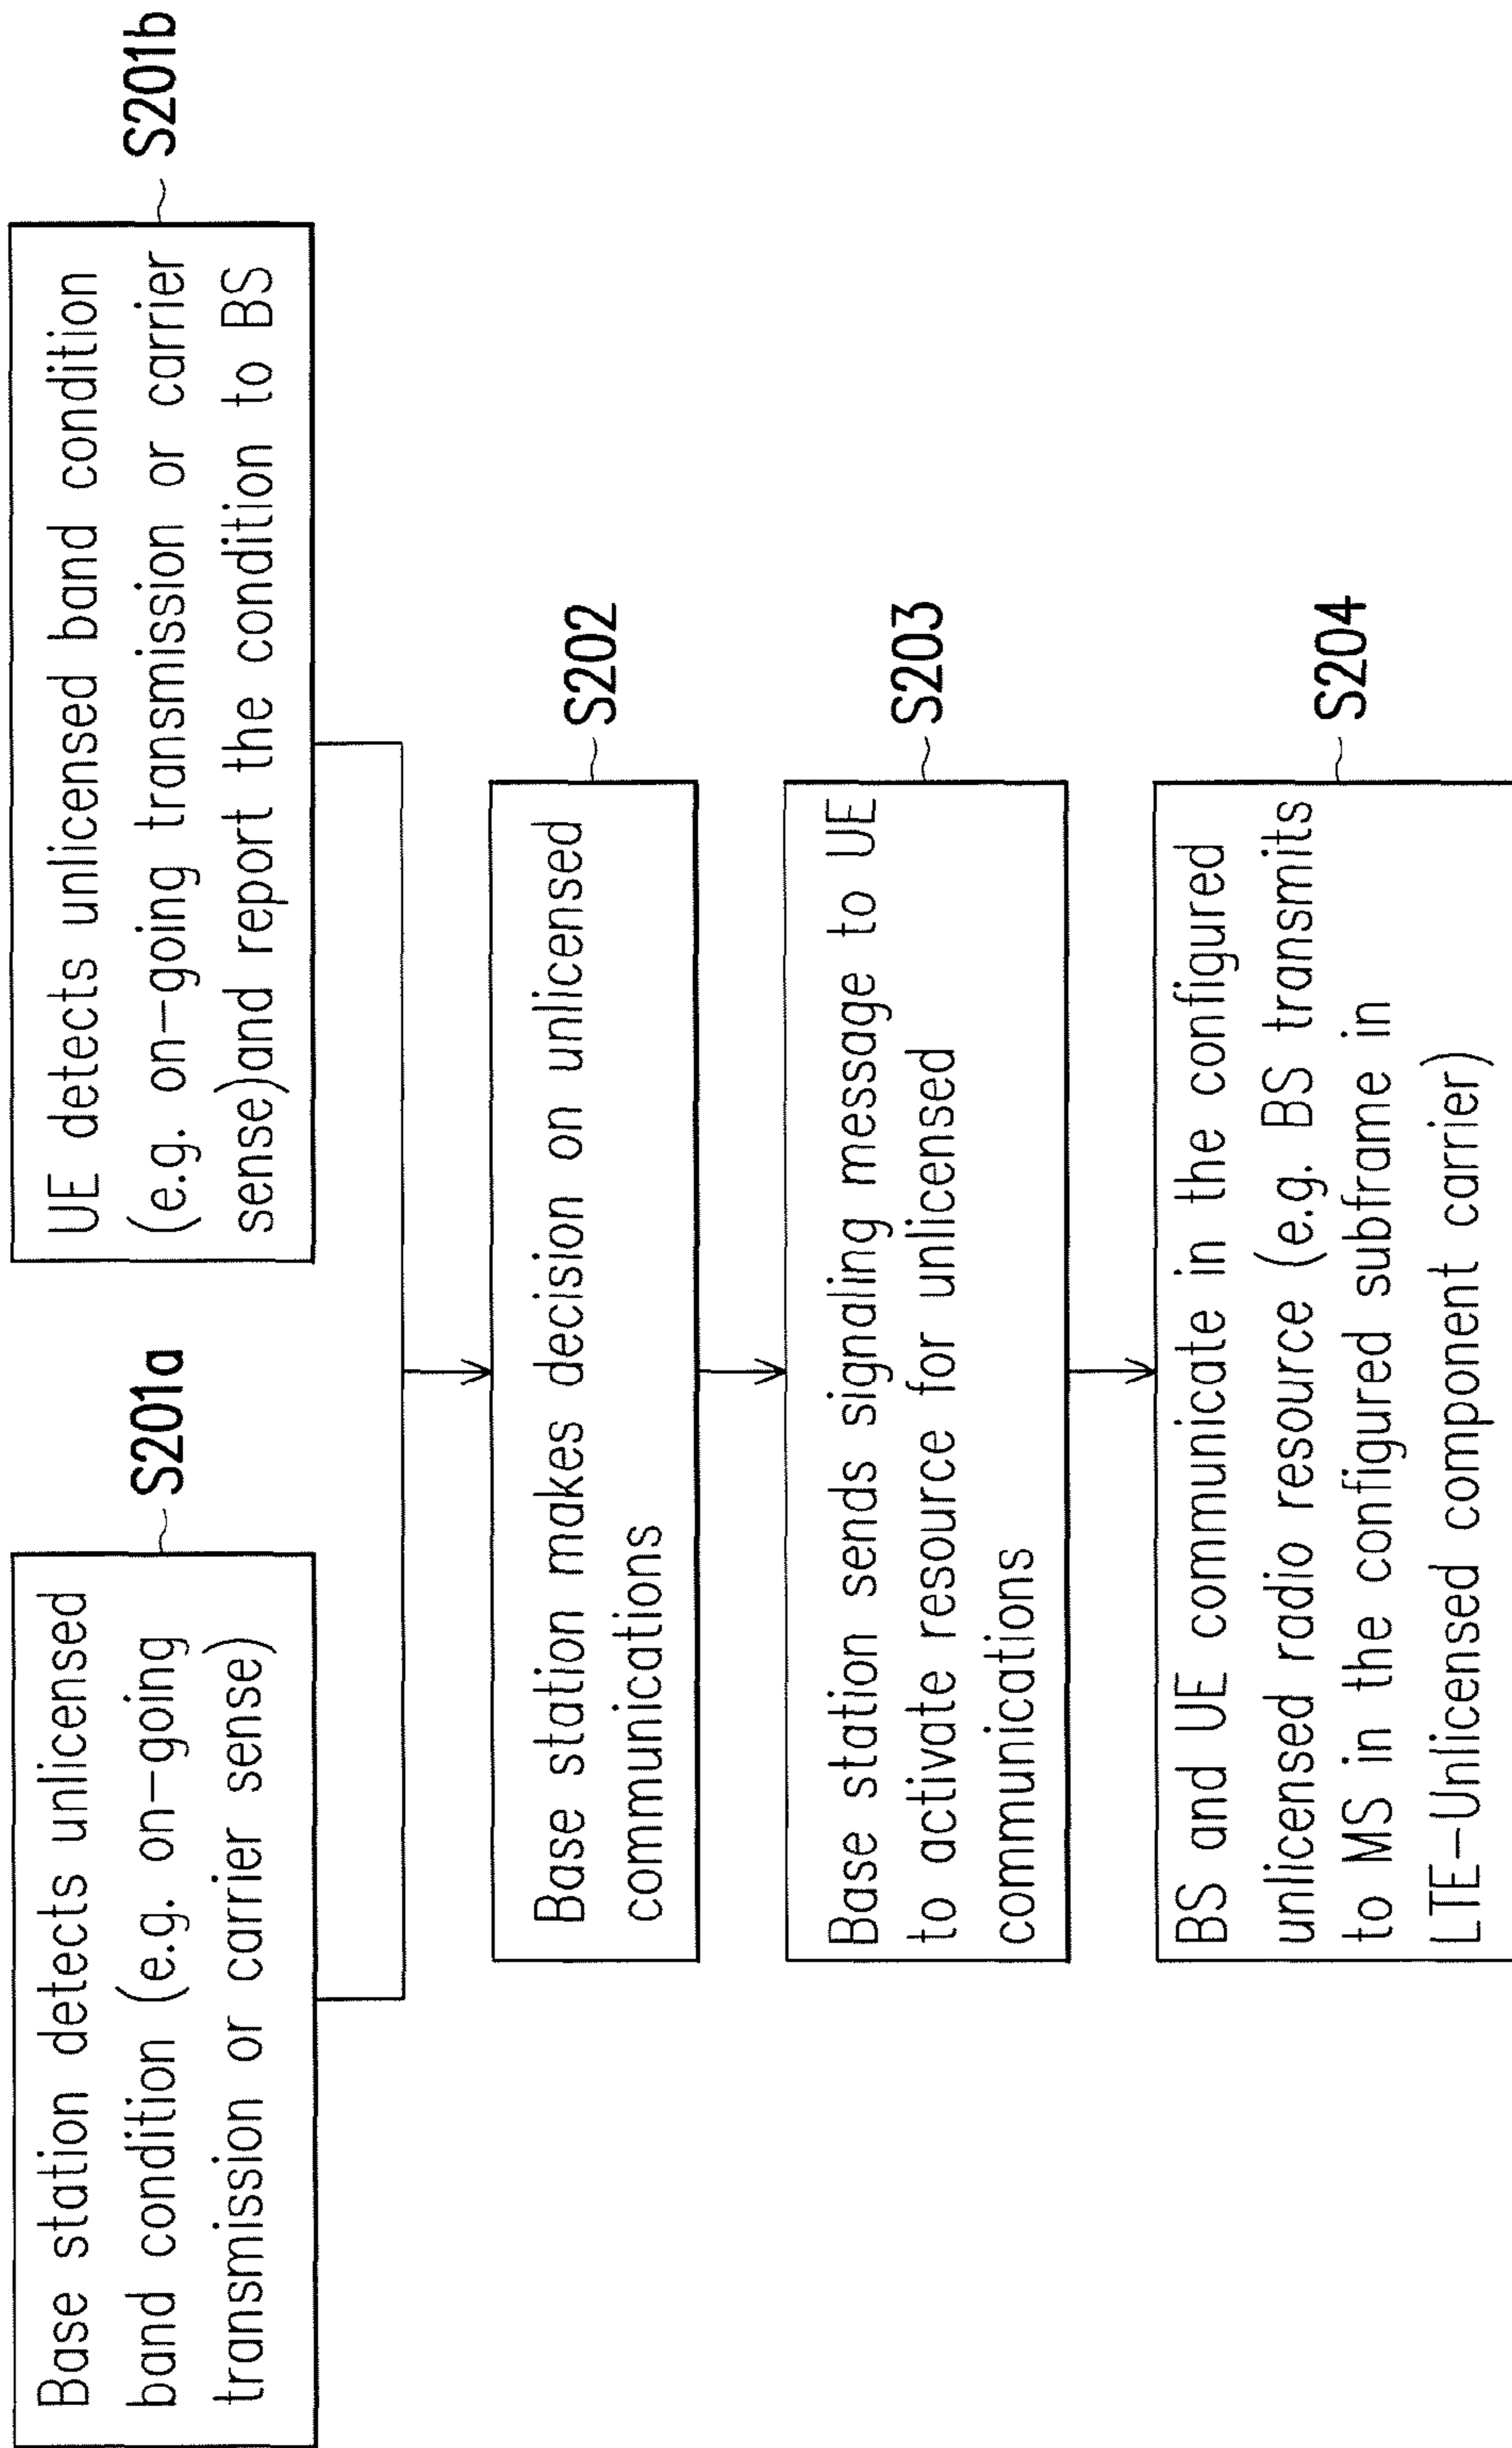 Base station detects unlicensed
band condition (e.g. on-going
transmission or carrier sense)
S201a
UE detects unlicensed band condition
(e.g. on-going transmission or carrier
sense)and report the condition to BS
S201b
Base station makes decision on unlicensed
communications
S202
Base station sends signaling message to UE
to activate resource for unlicensed
communications
S203
BS and UE communicate in the configured
unlicensed radio resource (e.g. BS transmits
to MS in the configured subframe in
LTE-Unlicensed component carrier)
S204